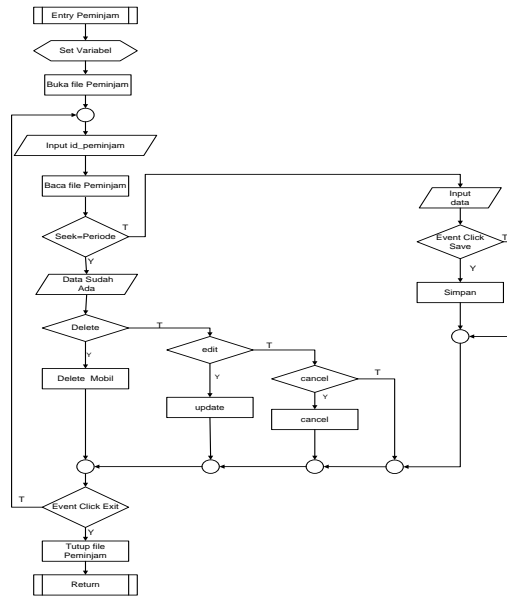 Entry Peminjam
Set Variabel
Buka file Peminjam
Input id_peminjam
Baca file Peminjam
Seek=Periode
T
Y
Input
data
Event Click
Save
T
Y
Simpan
Data Sudah
Ada
Delete
T
Y
Delete Mobil
edit
T
Y
update
cancel
T
Y
cancel
Event Click Exit
T
Y
Tutup file
Peminjam
Return